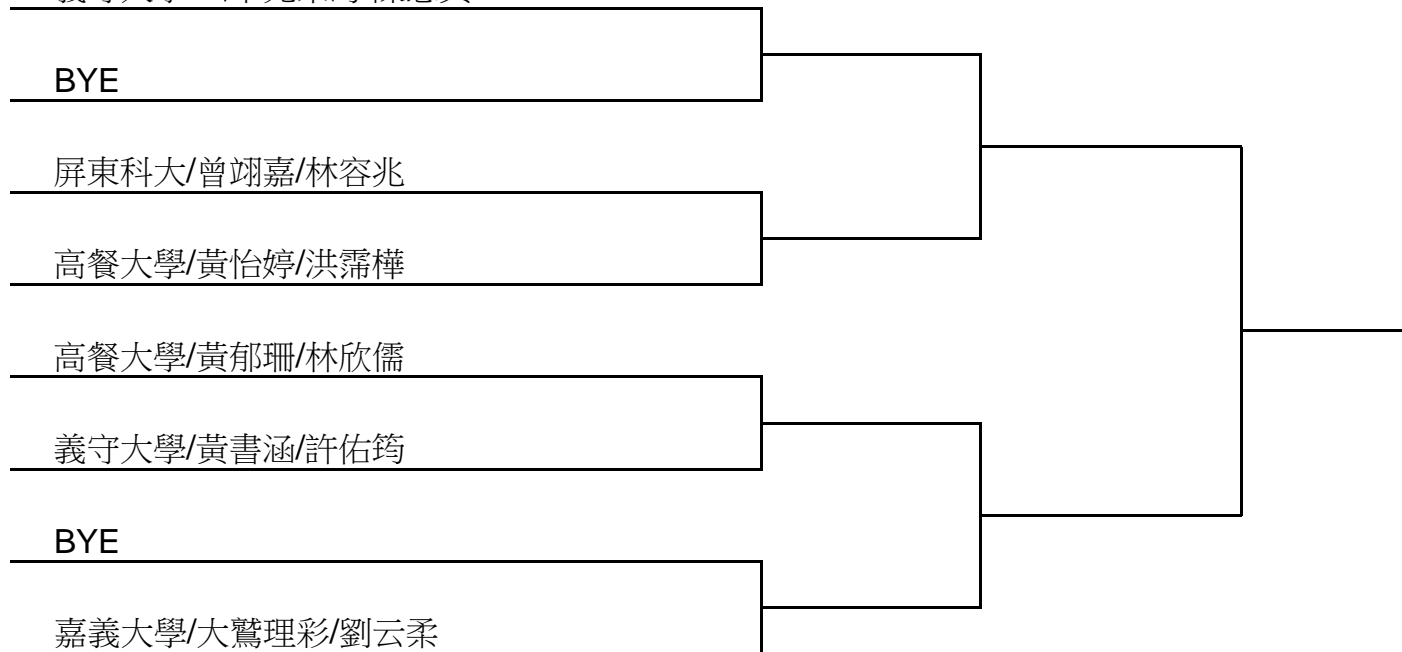 BYE
屏東科大/曾翊嘉/林容兆
高餐大學/黃怡婷/洪霈樺
高餐大學/黃郁珊/林欣儒
義守大學/黃書涵/許佑筠
BYE
嘉義大學/大鷲理彩/劉云柔